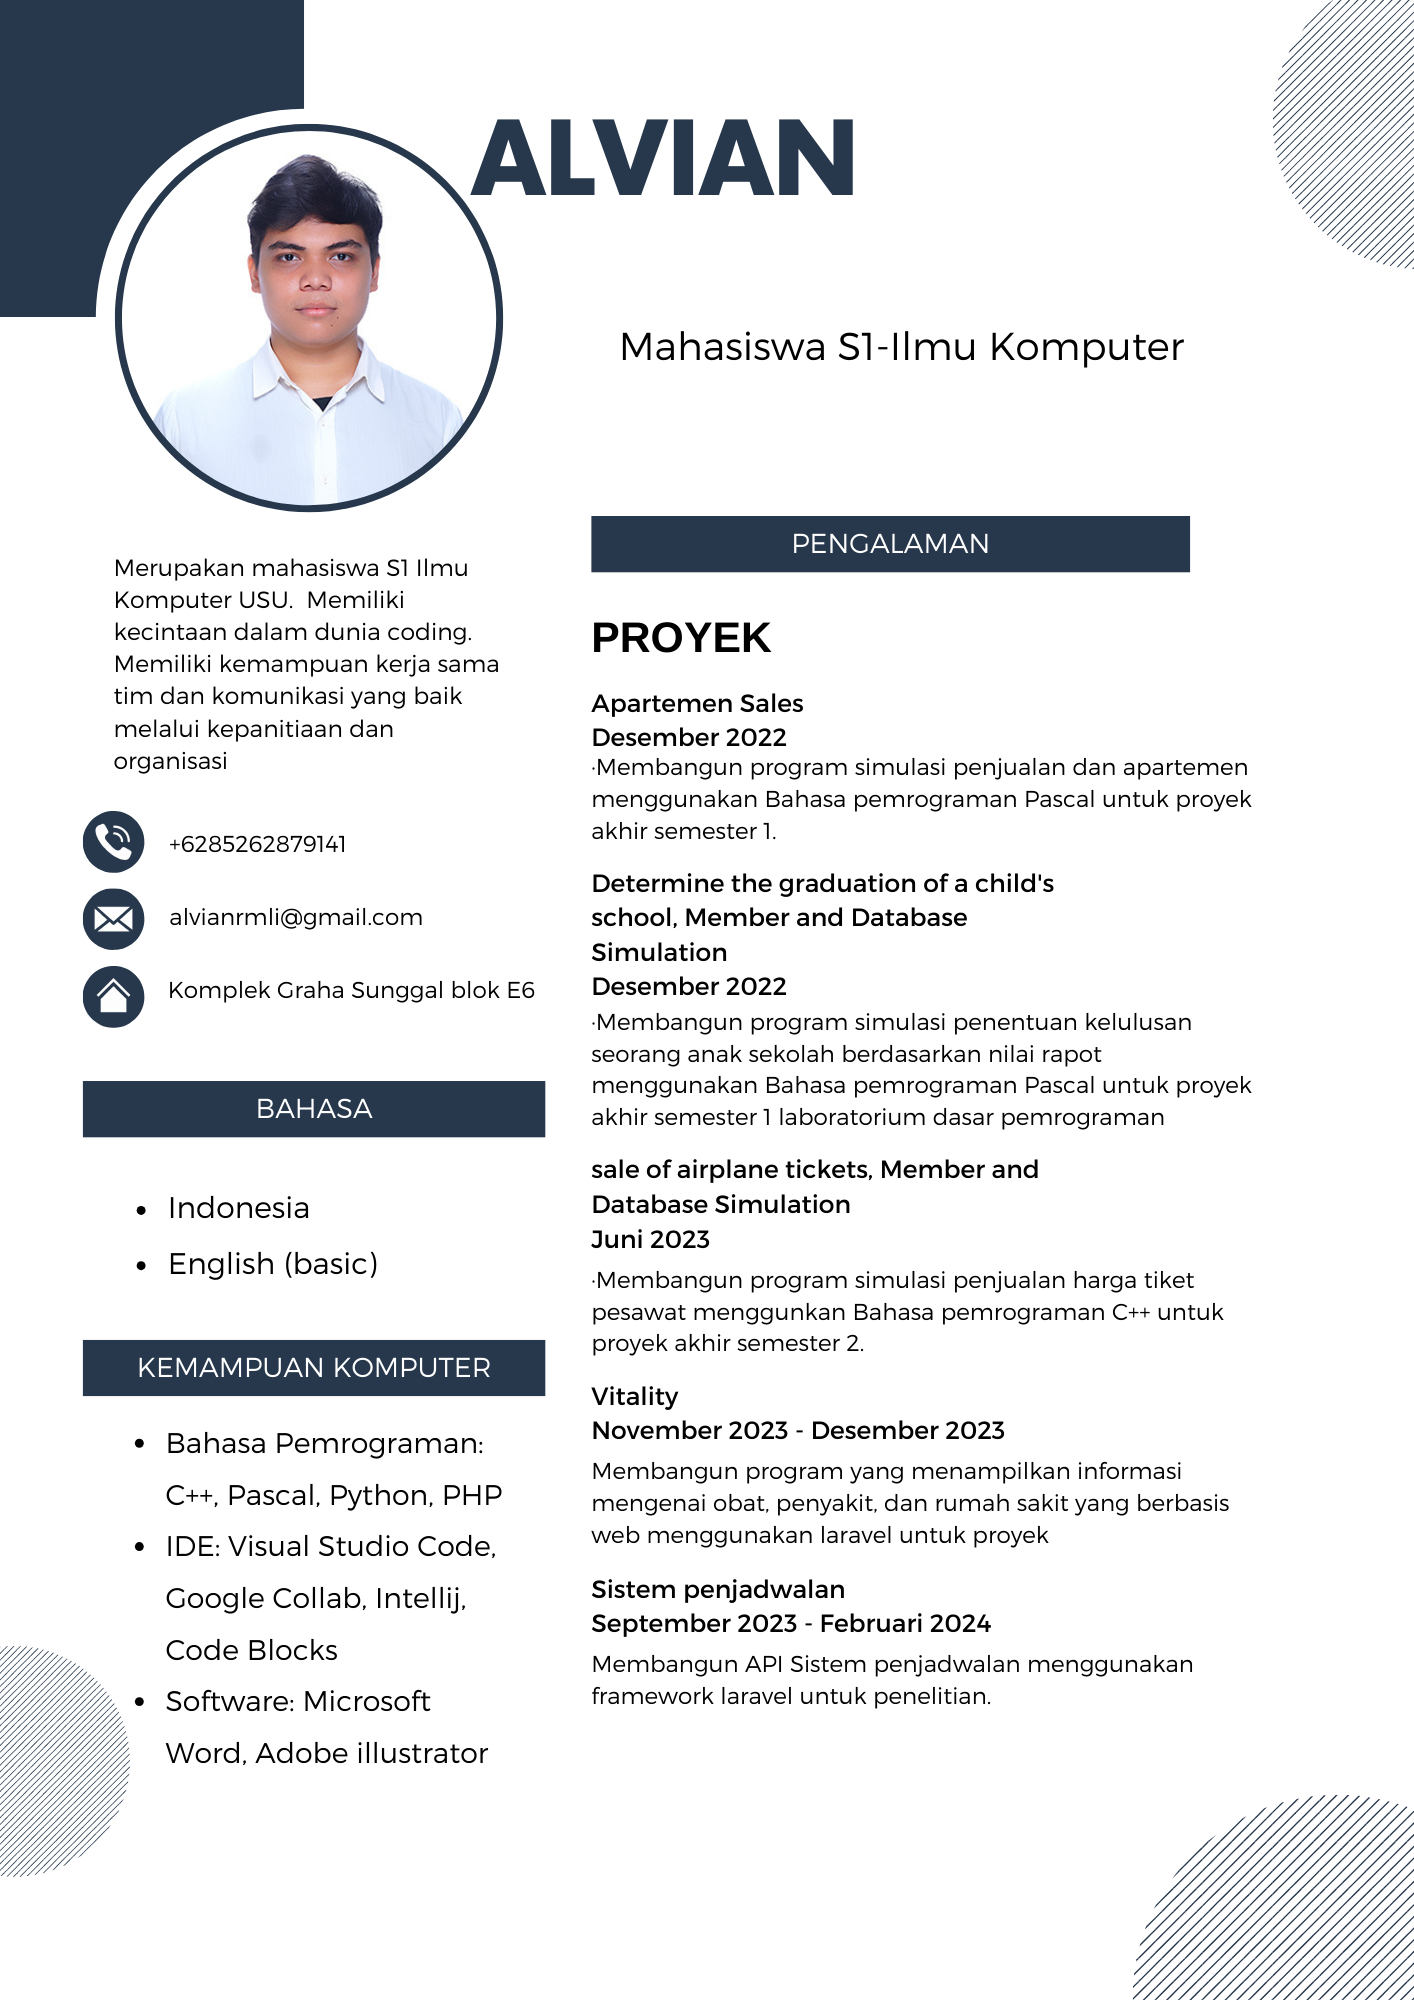 ALVIAN
Mahasiswa S1-Ilmu Komputer
Merupakan mahasiswa S1 Ilmu
Komputer USU.  Memiliki
kecintaan dalam dunia coding.
Memiliki kemampuan kerja sama
tim dan komunikasi yang baik
melalui kepanitiaan dan
organisasi
+6285262879141
alvianrmli@gmail.com
Komplek Graha Sunggal blok E6
BAHASA
• Indonesia
• English (basic)
KEMAMPUAN KOMPUTER
• Bahasa Pemrograman:
C++, Pascal, Python, PHP
• IDE: Visual Studio Code,
Google Collab, Intellij,
Code Blocks
• Software: Microsoft
Word, Adobe illustrator
PENGALAMAN
PROYEK
Apartemen Sales
Desember 2022
·Membangun program simulasi penjualan dan apartemen
menggunakan Bahasa pemrograman Pascal untuk proyek
akhir semester 1.
Determine the graduation of a child's
school, Member and Database
Simulation
Desember 2022
·Membangun program simulasi penentuan kelulusan
seorang anak sekolah berdasarkan nilai rapot
menggunakan Bahasa pemrograman Pascal untuk proyek
akhir semester 1 laboratorium dasar pemrograman
sale of airplane tickets, Member and
Database Simulation
Juni 2023
·Membangun program simulasi penjualan harga tiket
pesawat menggunkan Bahasa pemrograman C++ untuk
proyek akhir semester 2.
Vitality
November 2023 - Desember 2023
Membangun program yang menampilkan informasi
mengenai obat, penyakit, dan rumah sakit yang berbasis
web menggunakan laravel untuk proyek
Sistem penjadwalan
September 2023 - Februari 2024
Membangun API Sistem penjadwalan menggunakan
framework laravel untuk penelitian.